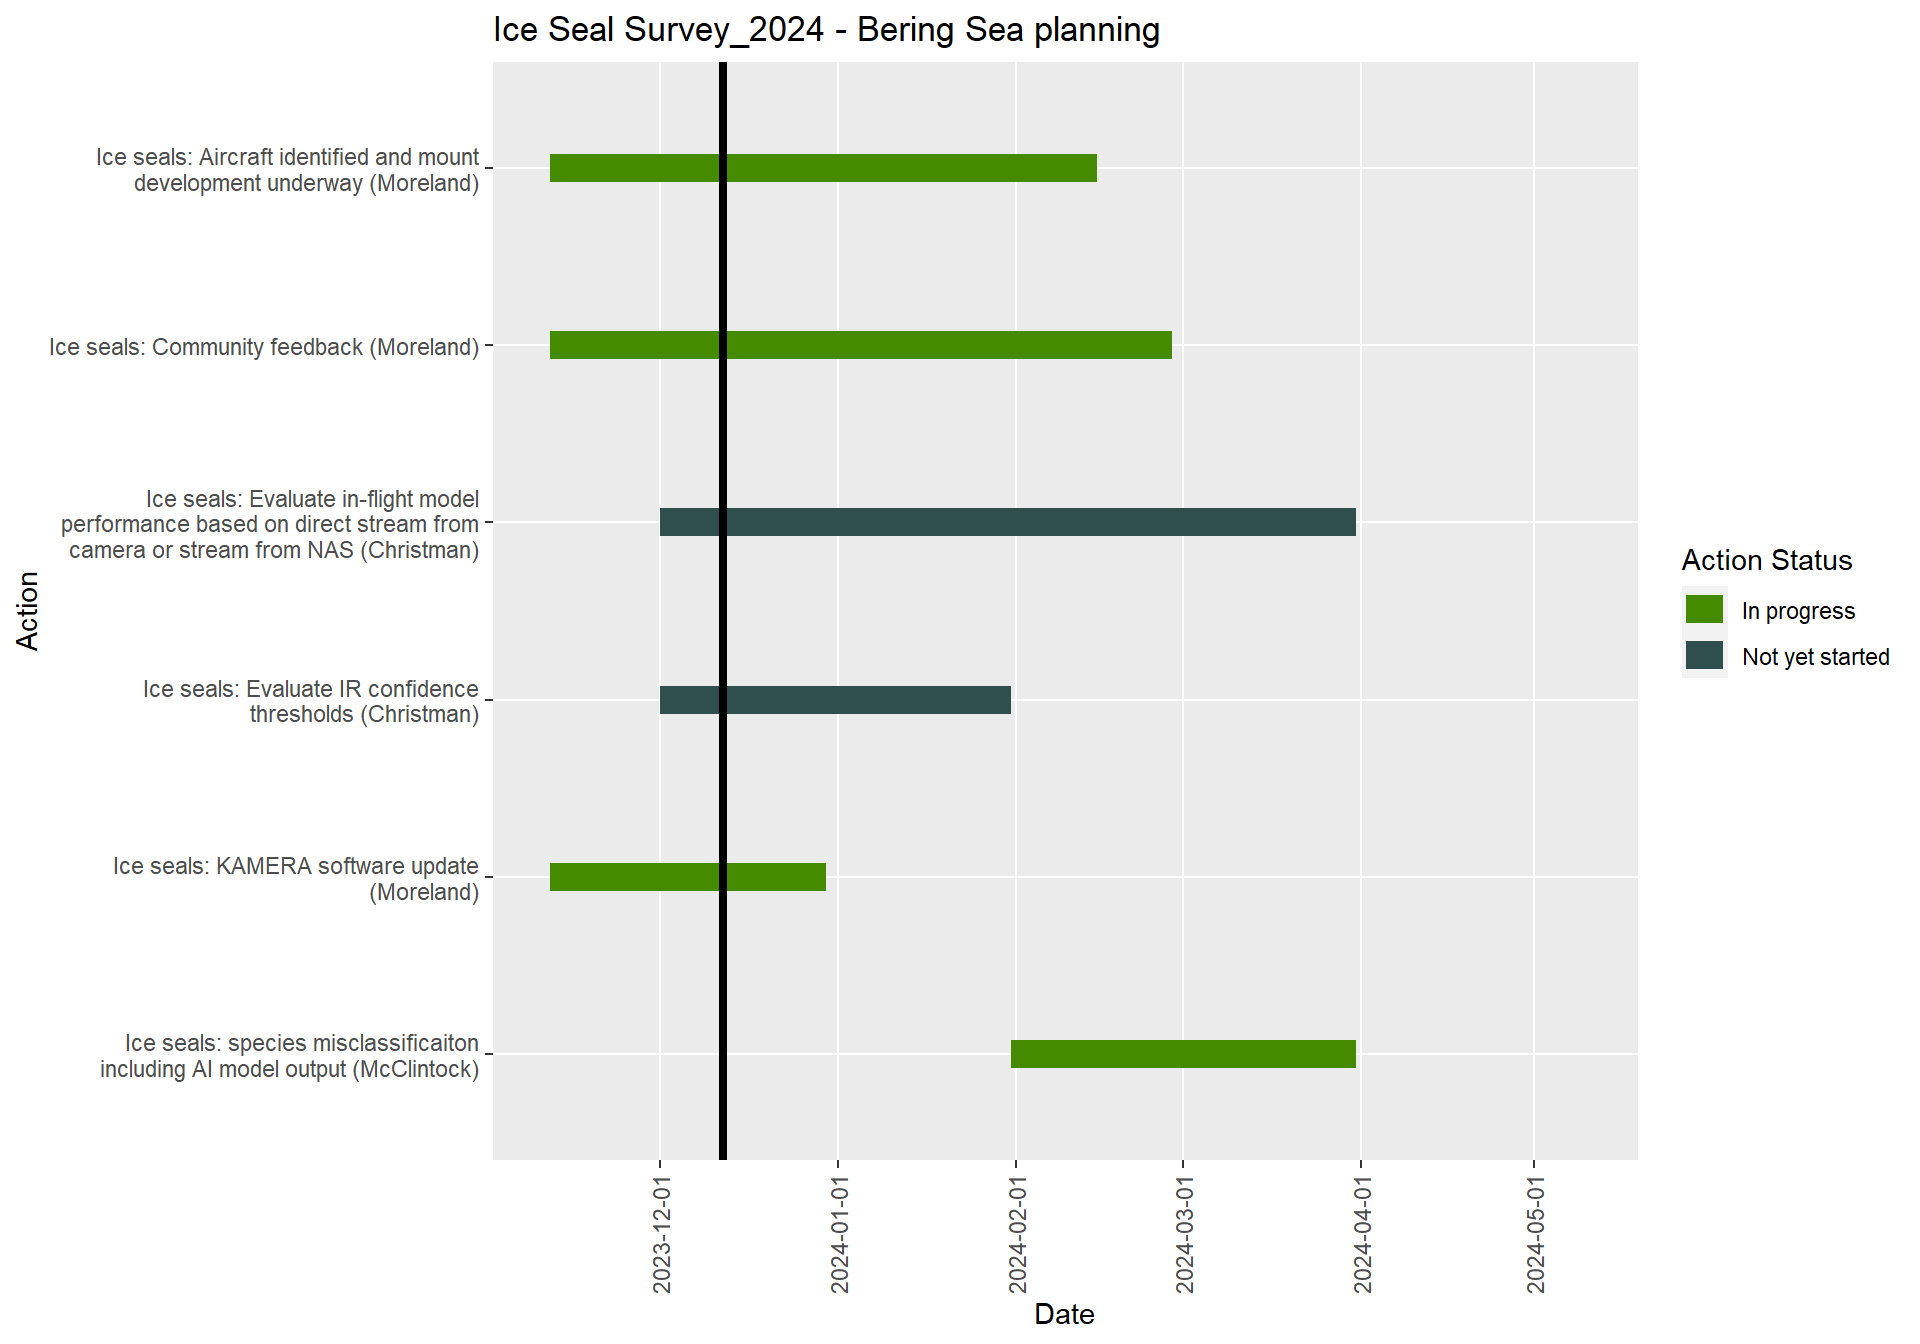 Ice Seal Survey_2024 - Bering Sea planning
Ice seals: Aircraft identified and mount
development underway (Moreland)
Ice seals: Community feedback (Moreland)
Ice seals: Evaluate in-flight model
performance based on direct stream from
camera or stream from NAS (Christman)
Ice seals: Evaluate IR confidence
thresholds (Christman)
Ice seals: KAMERA software update
(Moreland)
Ice seals: species misclassificaiton
including AI model output (McClintock)
Action
2023-12-01
2024-01-01
2024-02-01
2024-03-01
2024-04-01
2024-05-01
Date
Action Status
In progress
Not yet started